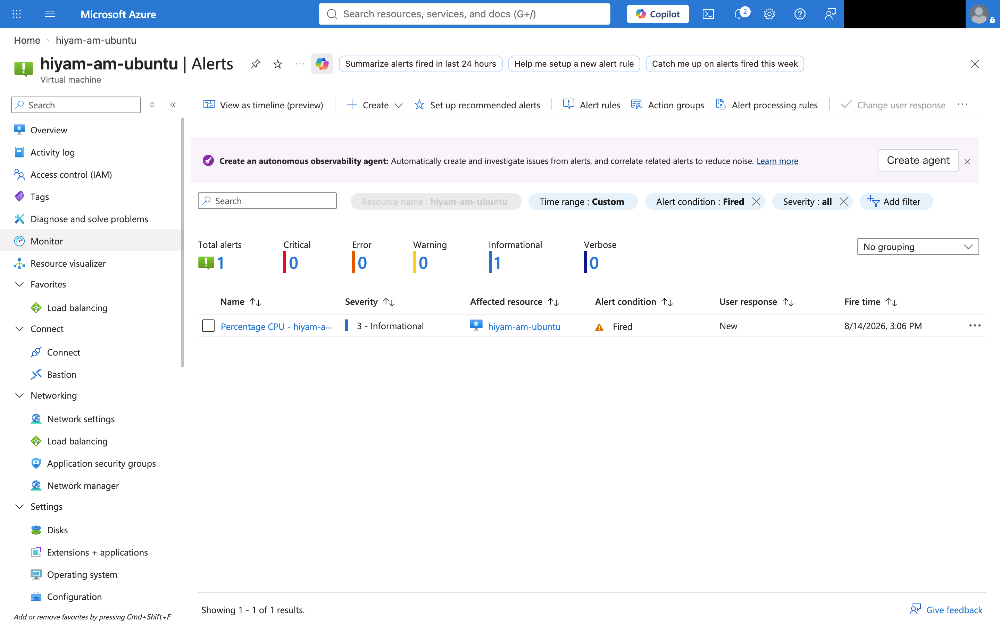 Microsoft Azure
Search resources, services, and docs (G+/)
Copilot
2
Home > hiyam-am-ubuntu
hiyam-am-ubuntu | Alerts
Summarize alerts fired in last 24 hours
Help me setup a new alert rule
Catch me up on alerts fired this week
Virtual machine
Search
Overview
Activity log
Access control (IAM)
Tags
Diagnose and solve problems
Monitor
Resource visualizer
Favorites
Load balancing
Connect
Connect
Bastion
Networking
Network settings
Load balancing
Application security groups
Network manager
Settings
Disks
Extensions + applications
Operating system
Configuration
Add or remove favorites by pressing Cmd+Shift+F
View as timeline (preview)
Create
Set up recommended alerts
Alert rules
Action groups
Alert processing rules
Change user response
Create an autonomous observability agent: Automatically create and investigate issues from alerts, and correlate related alerts to reduce noise. Learn more
Create agent
Search
Resource name : hiyam-am-ubuntu
Time range : Custom
Alert condition : Fired
Severity : all
Add filter
Total alerts
1
Critical
0
Error
0
Warning
0
Informational
1
Verbose
0
No grouping
Name Severity Affected resource Alert condition User response Fire time
Percentage CPU - hiyam-a... 3 - Informational hiyam-am-ubuntu Fired New 8/14/2026, 3:06 PM
Showing 1 - 1 of 1 results.
Give feedback